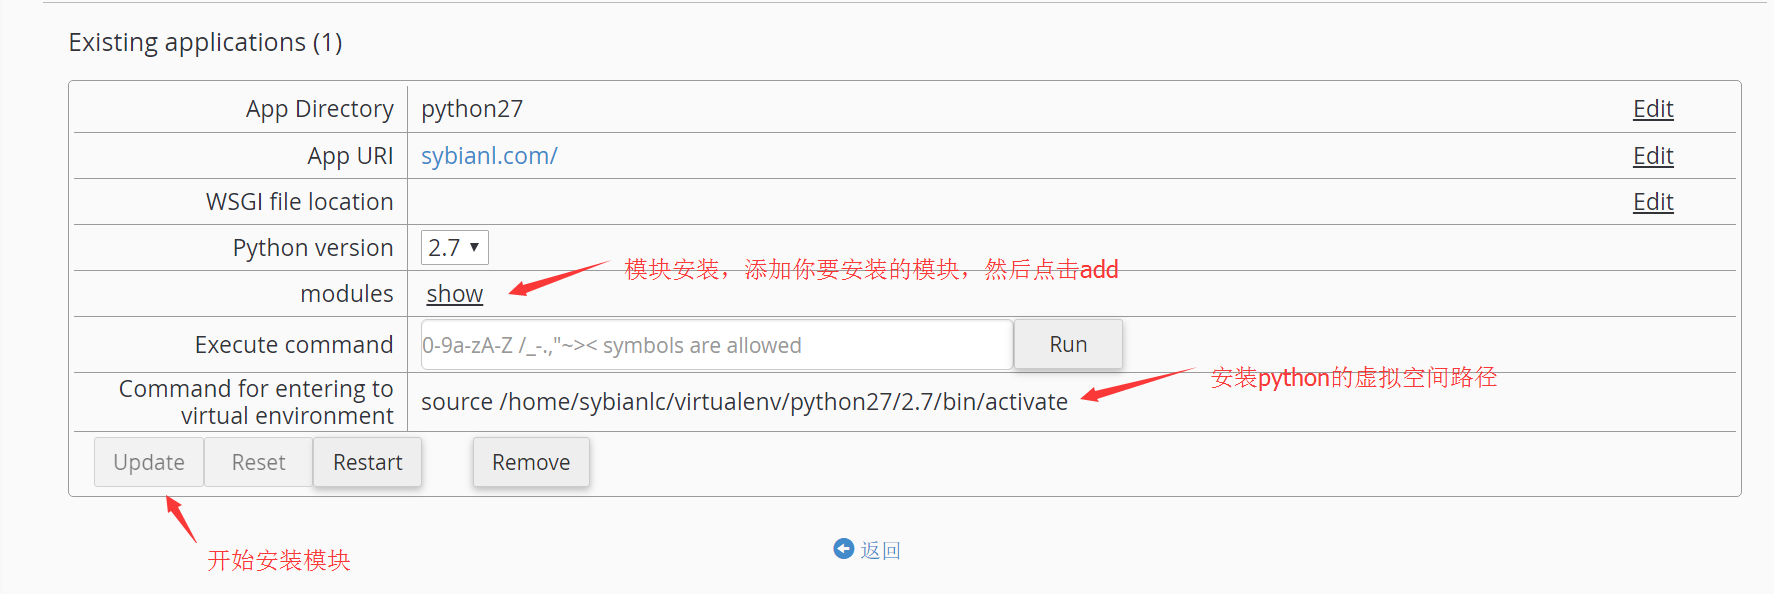 Existing applications (1)
App Directory python27 Edit
App URI sybianl.com/ Edit
WSGI file location Edit
Python version 2.7
模块安装，添加你要安装的模块，然后点击add
modules show
Execute command 0-9a-zA-Z /_-.,"~>< symbols are allowed Run
安装python的虚拟空间路径
Command for entering to
virtual environment source /home/sybianlc/virtualenv/python27/2.7/bin/activate
Update Reset Restart Remove
开始安装模块
返回